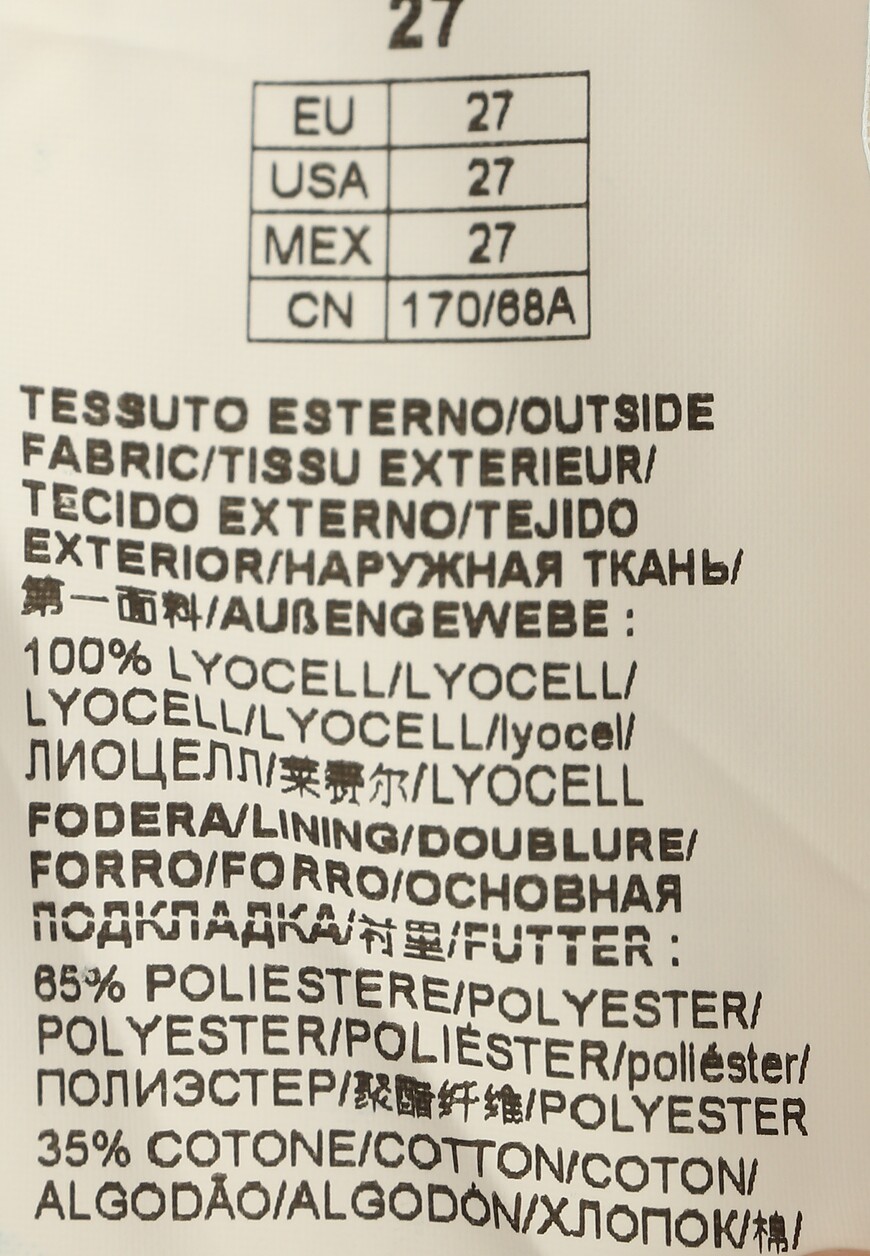 27
EU 27
USA 27
MEX 27
CN 170/68A
TESSUTO ESTERNO/OUTSIDE
FABRIC/TISSU EXTERIEUR/
TECIDO EXTERNO/TEJIDO
EXTERIOR/НАРУЖНАЯ ТКАНЬ/
第一面料/AUßENGEWEBE :
100% LYOCELL/LYOCELL/
LYOCELL/LYOCELL/lyocel/
ЛИОЦЕЛЛ/莱赛尔/LYOCELL
FODERA/LINING/DOUBLURE/
FORRO/FORRO/ОСНОВНАЯ
ПОДКЛАДКА/衬里/FUTTER :
65% POLIESTERE/POLYESTER/
POLYESTER/POLIÉSTER/poliéster/
ПОЛИЭСТЕР/聚酯纤维/POLYESTER
35% COTONE/COTTON/COTON/
ALGODÃO/ALGODÓN/ХЛОПОК/棉/